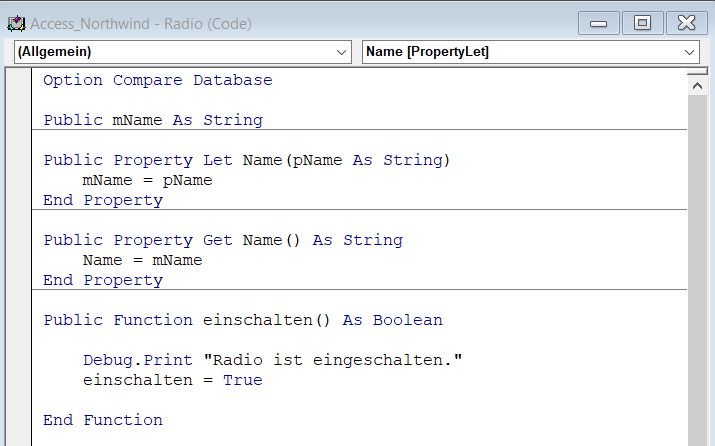 Access_Northwind - Radio (Code)
(Allgemein)
Name [PropertyLet]
Option Compare Database
Public mName As String
Public Property Let Name(pName As String)
    mName = pName
End Property
Public Property Get Name() As String
    Name = mName
End Property
Public Function einschalten() As Boolean
    Debug.Print "Radio ist eingeschalten."
    einschalten = True
End Function